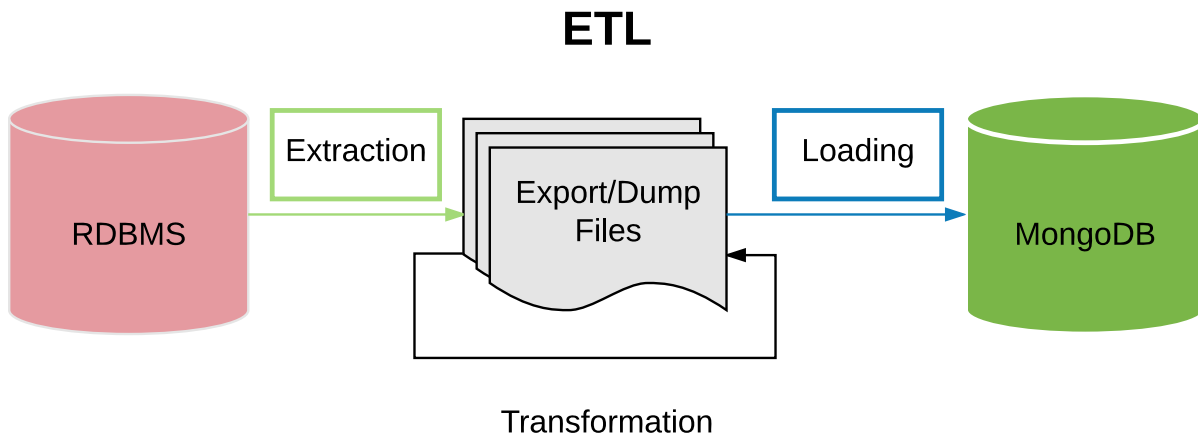 ETL
Extraction
Loading
Export/Dump
Files
RDBMS
MongoDB
Transformation